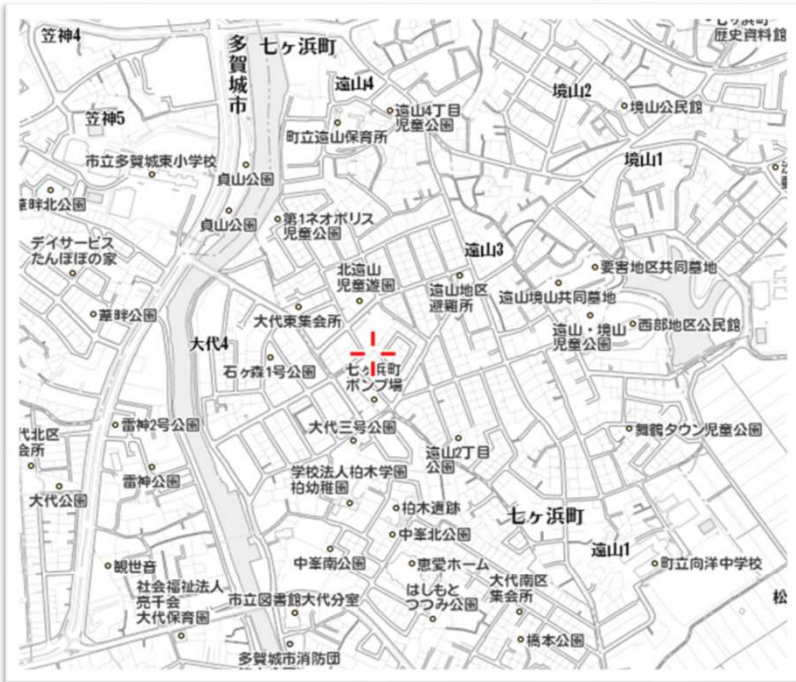 笠神4
多賀城市
七ヶ浜町
歴史資料館
遠山4
境山2
遠山4丁目
児童公園
境山公民館
笠神5
町立遠山保育所
市立多賀城東小学校
境山1
貞山公園
葦畔北公園
貞山公園
第1ネオポリス
児童公園
デイサービス
たんぽぽの家
遠山3
北遠山
児童遊園
要害地区共同墓地
遠山地区
避難所
遠山境山共同墓地
葦畔公園
大代東集会所
遠山・境山
児童公園
西部地区公民館
大代4
石ヶ森1号公園
七ヶ浜町
ポンプ場
雷神2号公園
大代三号公園
舞鶴タウン児童公園
代北区
会所
遠山2丁目
公園
雷神公園
学校法人柏木学園
柏幼稚園
大代公園
柏木遺跡
七ヶ浜町
中峯北公園
遠山1
観世音
中峯南公園
恵愛ホーム
町立向洋中学校
社会福祉法人
亮千会
大代保育園
市立図書館大代分室
はしもと
つつみ公園
大代南区
集会所
松
橋本公園
多賀城市消防団